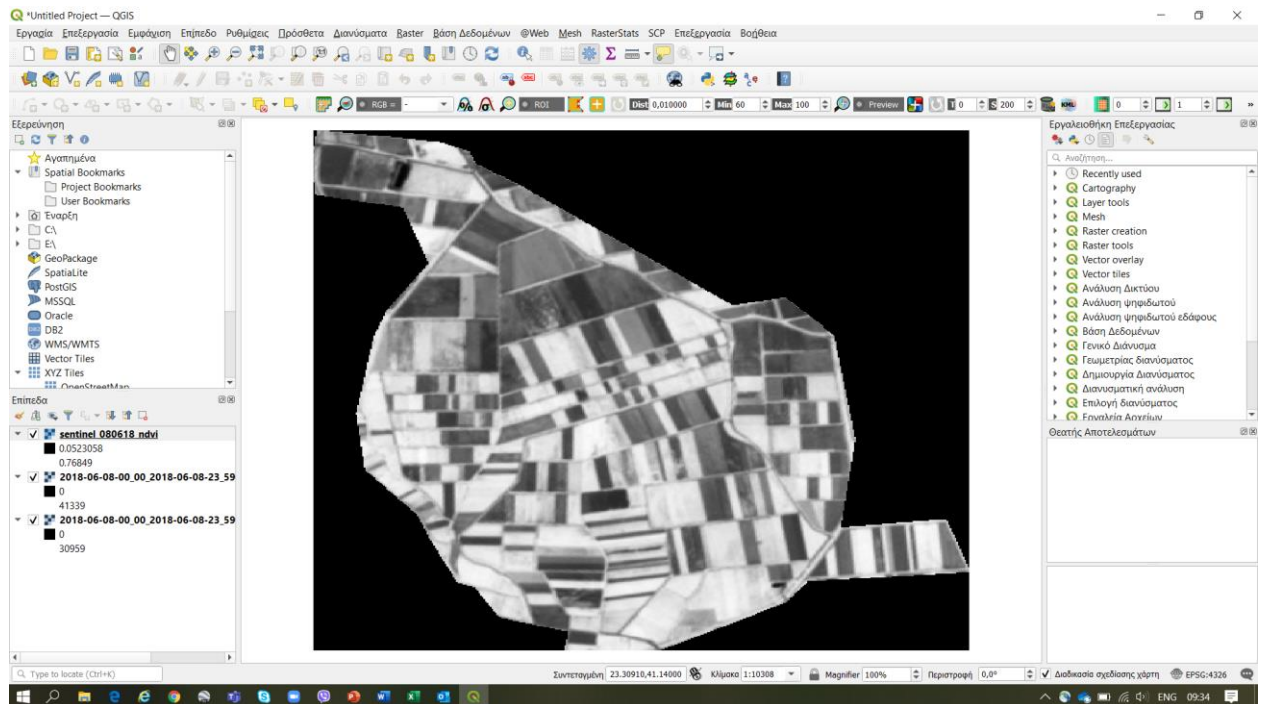 *Untitled Project — QGIS
Εργασία Επεξεργασία Εμφάνιση Επίπεδο Ρυθμίσεις Πρόσθετα Διανύσματα Raster Βάση Δεδομένων @Web Mesh RasterStats SCP Επεξεργασία Βοήθεια
RGB = - ROI Dist 0,010000 Min 60 Max 100 Preview T 0 S 200 KML 0 1 »
Εξερεύνηση
Αγαπημένα
Spatial Bookmarks
Project Bookmarks
User Bookmarks
Έναρξη
C:\
E:\
GeoPackage
SpatiaLite
PostGIS
MSSQL
Oracle
DB2
WMS/WMTS
Vector Tiles
XYZ Tiles
OpenStreetMap
Επίπεδα
sentinel_080618_ndvi
0.0523058
0.76849
2018-06-08-00_00_2018-06-08-23_59
0
41339
2018-06-08-00_00_2018-06-08-23_59
0
30959
Εργαλειοθήκη Επεξεργασίας
Αναζήτηση...
Recently used
Cartography
Layer tools
Mesh
Raster creation
Raster tools
Vector overlay
Vector tiles
Ανάλυση Δικτύου
Ανάλυση ψηφιδωτού
Ανάλυση ψηφιδωτού εδάφους
Βάση Δεδομένων
Γενικό Διάνυσμα
Γεωμετρίας διανύσματος
Δημιουργία Διανύσματος
Διανυσματική ανάλυση
Επιλογή διανύσματος
Εργαλεία Αρχείων
Θεατής Αποτελεσμάτων
Type to locate (Ctrl+K) Συντεταγμένη 23.30910,41.14000 Κλίμακα 1:10308 Magnifier 100% Περιστροφή 0,0° Διαδικασία σχεδίασης χάρτη EPSG:4326
ENG 09:34